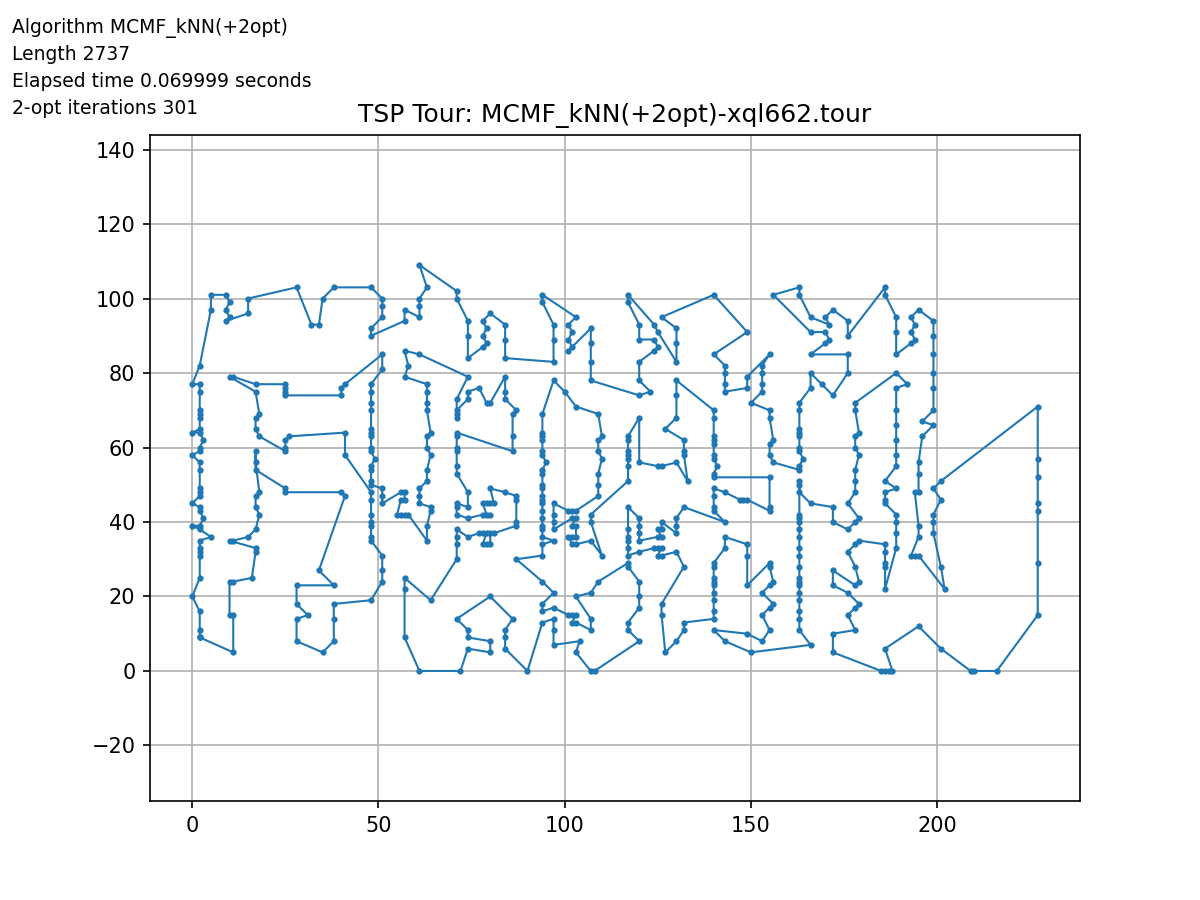 Algorithm MCMF_kNN(+2opt)
Length 2737
Elapsed time 0.069999 seconds
2-opt iterations 301
TSP Tour: MCMF_kNN(+2opt)-xql662.tour
140
120
100
80
60
40
20
0
−20
0
50
100
150
200